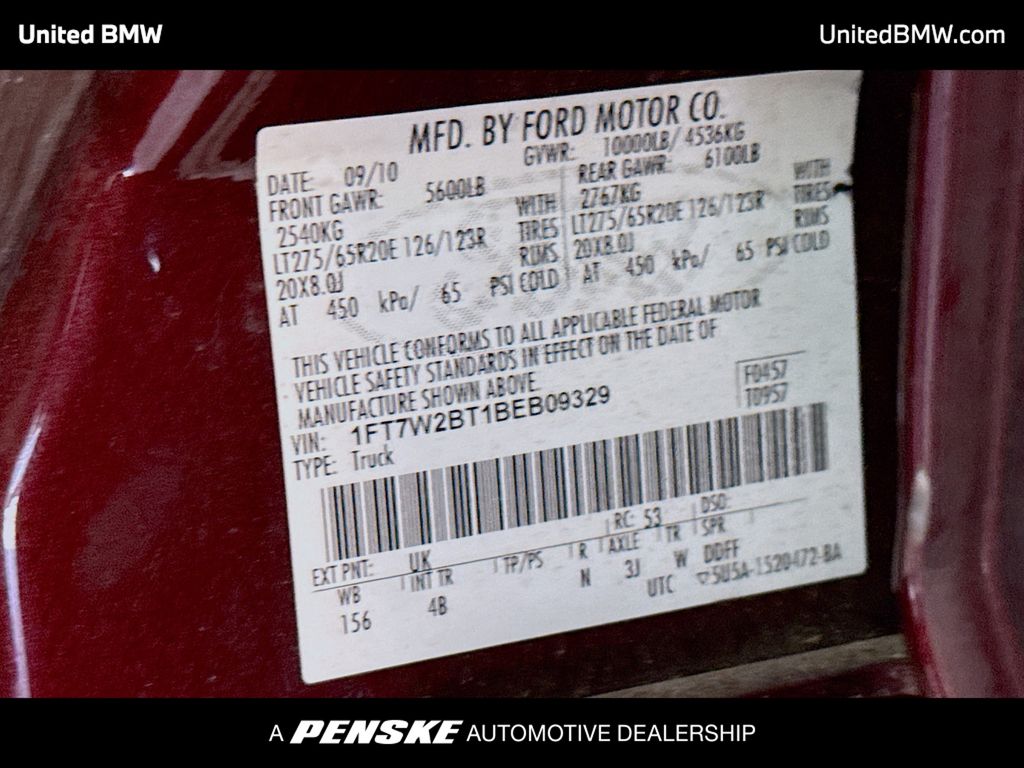 United BMW
UnitedBMW.com
MFD. BY FORD MOTOR CO.
DATE: 09/10 GVWR: 10000LB/ 4536KG
FRONT GAWR: 5600LB REAR GAWR: 6100LB
2540KG WITH 2767KG WITH
LT275/65R20E 126/123R TIRES LT275/65R20E 126/123R TIRES
20X8.0J RIMS 20X8.0J RIMS
AT 450 kPa/ 65 PSI COLD AT 450 kPa/ 65 PSI COLD
THIS VEHICLE CONFORMS TO ALL APPLICABLE FEDERAL MOTOR
VEHICLE SAFETY STANDARDS IN EFFECT ON THE DATE OF
MANUFACTURE SHOWN ABOVE.
VIN: 1FT7W2BT1BEB09329 F0457
TYPE: Truck T0957
EXT PNT: UK RC: 53 DSO:
WB INT TR TP/PS R AXLE TR SPR
156 4B N 3J W DDFF
UTC 5U5A-1520472-BA
A PENSKE AUTOMOTIVE DEALERSHIP